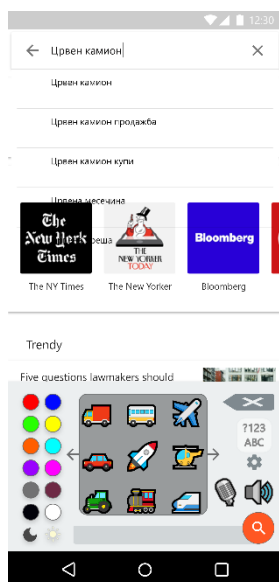 12:30
Црвен камион
Црвен камион
Црвен камион продажба
Црвен камион купи
Црвена месечина
реша
The
New York
Times
THE
NEW YORKER
TODAY
Bloomberg
The NY Times
The New Yorker
Bloomberg
Trendy
Five questions lawmakers should
?123
ABC